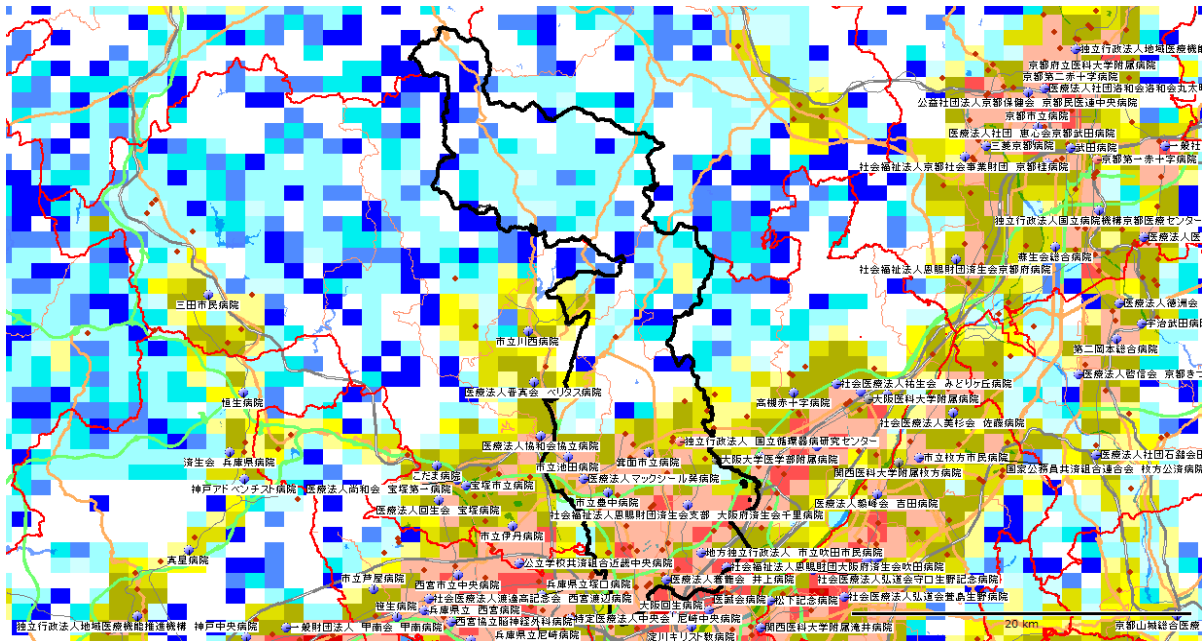 独立行政法人地域医療機能
京都府立医科大学附属病院
京都第二赤十字病院
医療法人社団洛和会洛和会丸太町
公益社団法人京都保健会 京都民医連中央病院
京都市立病院
医療法人社団 恵心会京都武田病院
三菱京都病院
武田病院
一般社
京都第一赤十字病院
社会福祉法人京都社会事業財団 京都桂病院
独立行政法人国立病院機構京都医療センター
医療法人医
蘇生会総合病院
社会福祉法人恩賜財団済生会京都府病院
三田市民病院
医療法人徳洲会
宇治武田病院
市立川西病院
第二岡本総合病院
医療法人啓信会 京都きづ
社会医療法人祐生会 みどりヶ丘病院
医療法人晋真会 ベリタス病院
恒生病院
高槻赤十字病院
大阪医科大学附属病院
社会医療法人美杉会 佐藤病院
独立行政法人 国立循環器病研究センター
医療法人協和会協立病院
済生会 兵庫県病院
市立池田病院
箕面市立病院
大阪大学医学部附属病院
市立枚方市民病院
医療法人社団石鎚会田
関西医科大学附属枚方病院
国家公務員共済組合連合会 枚方公済病院
こだま病院
宝塚市立病院
医療法人マックシール巽病院
神戸アドベンチスト病院
医療法人尚和会 宝塚第一病院
市立豊中病院
医療法人毅峰会 吉田病院
医療法人回生会 宝塚病院
社会福祉法人恩賜財団済生会支部 大阪府済生会千里病院
市立伊丹病院
地方独立行政法人 市立吹田市民病院
真星病院
公立学校共済組合近畿中央病院
社会福祉法人恩賜財団大阪府済生会吹田病院
市立芦屋病院
西宮市立中央病院
兵庫県立塚口病院
医療法人蒼龍会 井上病院
社会医療法人弘道会守口生野記念病院
社会医療法人渡邊高記念会 西宮渡辺病院
笹生病院
大阪回生病院
医誠会病院
松下記念病院
社会医療法人弘道会萱島生野病院
兵庫県立 西宮病院
独立行政法人地域医療機能推進機構 神戸中央病院
一般財団法人 甲南会 甲南病院
西宮協立脳神経外科病院
特定医療法人中央会 尼崎中央病院
兵庫県立尼崎病院
淀川キリスト教病院
関西医科大学附属滝井病院
20 km
京都山城総合医